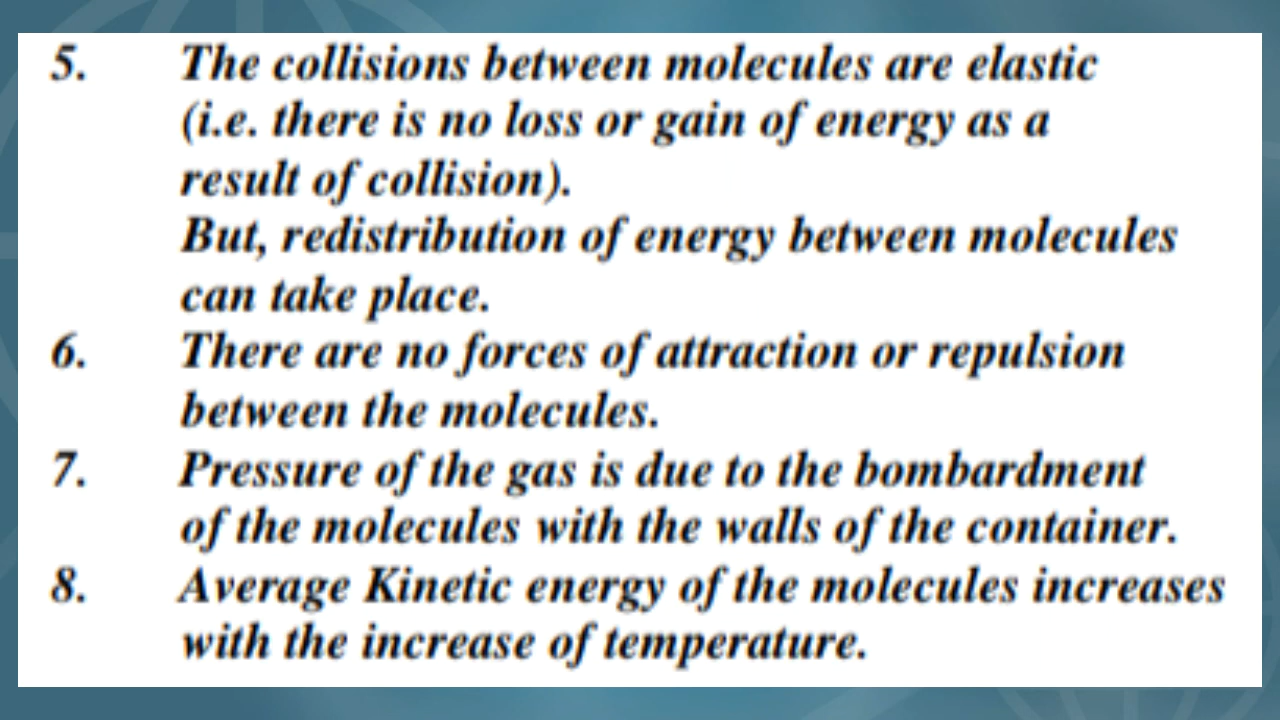 5. The collisions between molecules are elastic
(i.e. there is no loss or gain of energy as a
result of collision).
But, redistribution of energy between molecules
can take place.
6. There are no forces of attraction or repulsion
between the molecules.
7. Pressure of the gas is due to the bombardment
of the molecules with the walls of the container.
8. Average Kinetic energy of the molecules increases
with the increase of temperature.